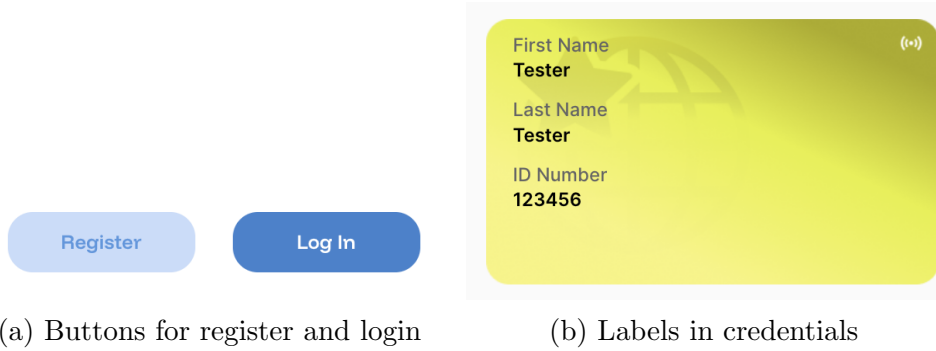 Register
Log In
First Name
Tester
Last Name
Tester
ID Number
123456
(a) Buttons for register and login
(b) Labels in credentials